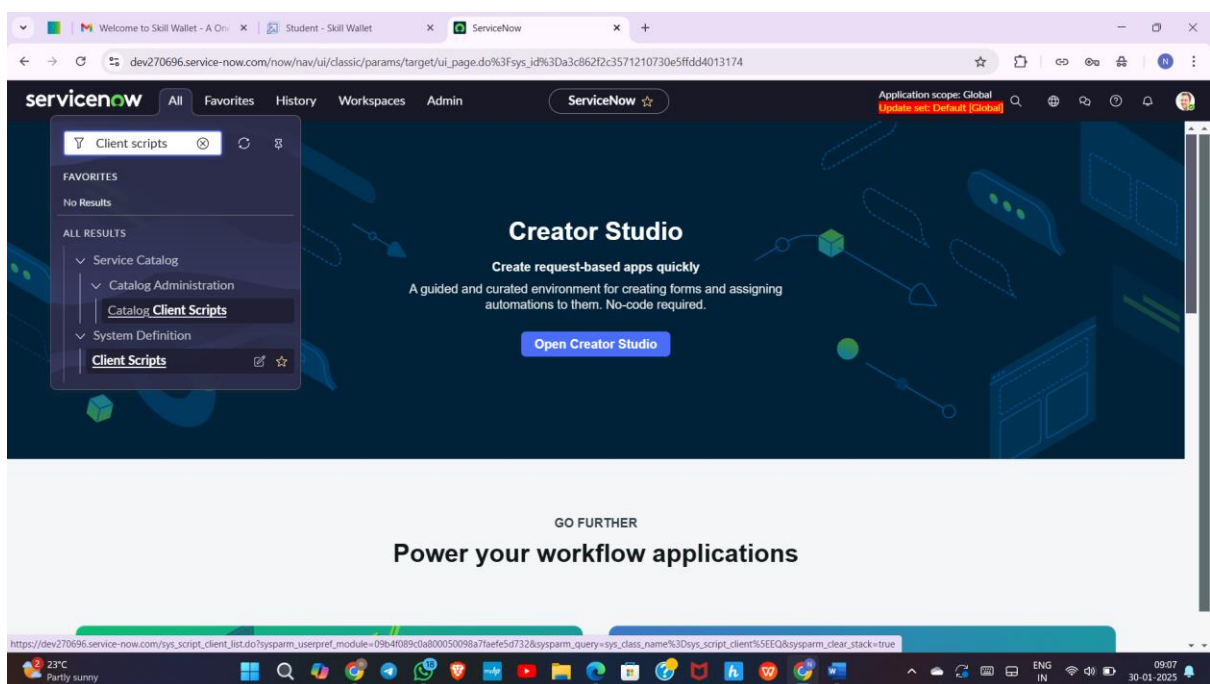 Welcome to Skill Wallet - A On
Student - Skill Wallet
ServiceNow
dev270696.service-now.com/now/nav/ui/classic/params/target/ui_page.do%3Fsys_id%3Da3c862f2c3571210730e5ffdd4013174
servicenow
All
Favorites
History
Workspaces
Admin
ServiceNow
Application scope: Global
Update set: Default [Global]
Client scripts
FAVORITES
No Results
ALL RESULTS
Service Catalog
Catalog Administration
Catalog Client Scripts
System Definition
Client Scripts
Creator Studio
Create request-based apps quickly
A guided and curated environment for creating forms and assigning
automations to them. No-code required.
Open Creator Studio
GO FURTHER
Power your workflow applications
https://dev270696.service-now.com/sys_script_client_list.do?sysparm_userpref_module=09b4f089c0a800050098a7faefe5d732&sysparm_query=sys_class_name%3Dsys_script_client%5EEQ&sysparm_clear_stack=true
2
23°C
Partly sunny
ENG
IN
09:07
30-01-2025